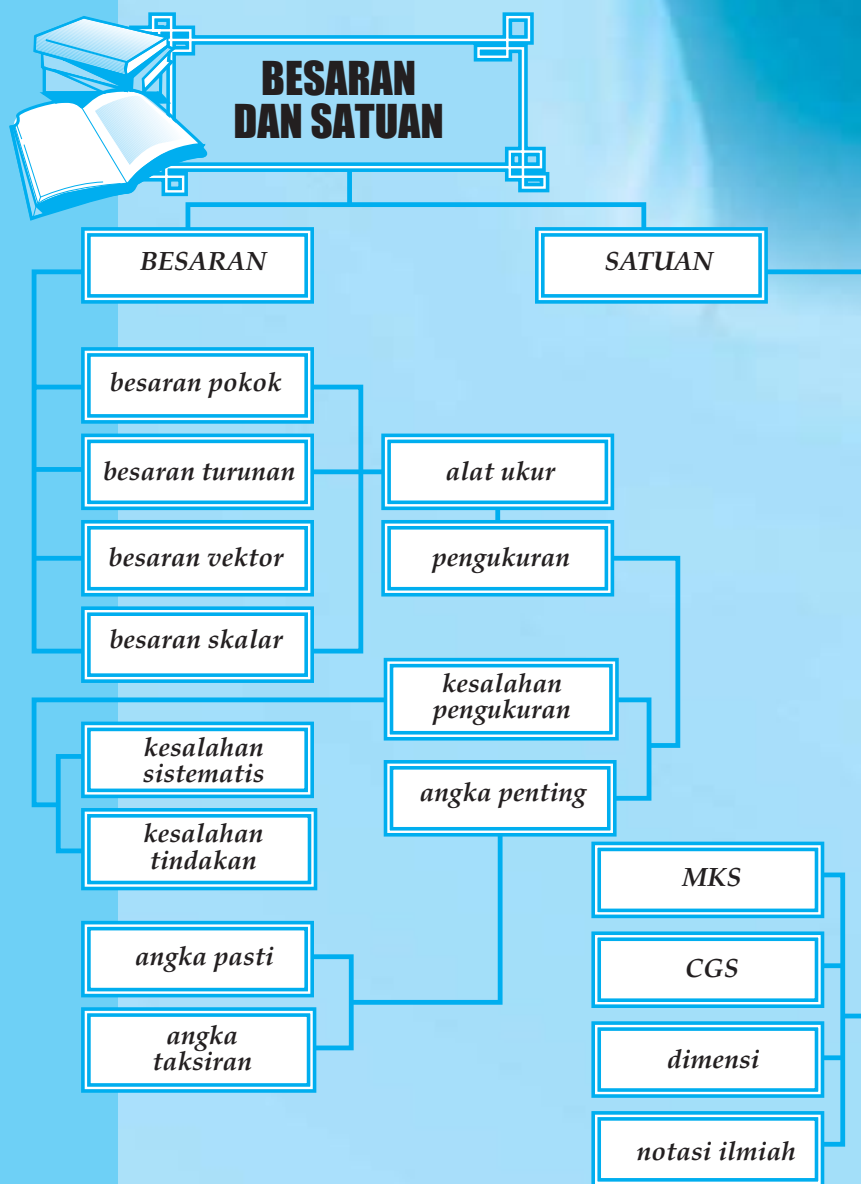 BESARAN
DAN SATUAN
BESARAN
SATUAN
besaran pokok
besaran turunan
alat ukur
besaran vektor
pengukuran
besaran skalar
kesalahan
pengukuran
kesalahan
sistematis
angka penting
kesalahan
tindakan
MKS
angka pasti
CGS
angka
taksiran
dimensi
notasi ilmiah